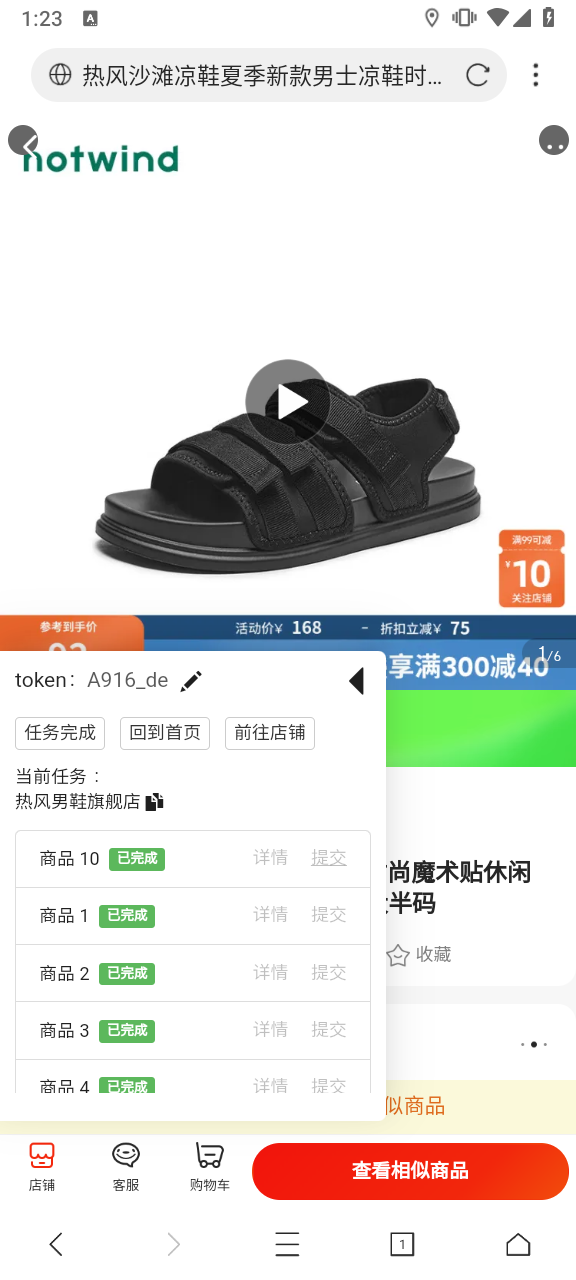 1:23
A
热风沙滩凉鞋夏季新款男士凉鞋时...
hotwind
满99可减
¥10
关注店铺
参考到手价
活动价¥ 168 - 折扣立减¥ 75
享满300减40
1/6
token： A916_de
任务完成 回到首页 前往店铺
当前任务：
热风男鞋旗舰店
商品 10 已完成 详情 提交
尚魔术贴休闲
商品 1 已完成 详情 提交
半码
收藏
商品 2 已完成 详情 提交
商品 3 已完成 详情 提交
商品 4 已完成 详情 提交
似商品
店铺 客服 购物车 查看相似商品
1